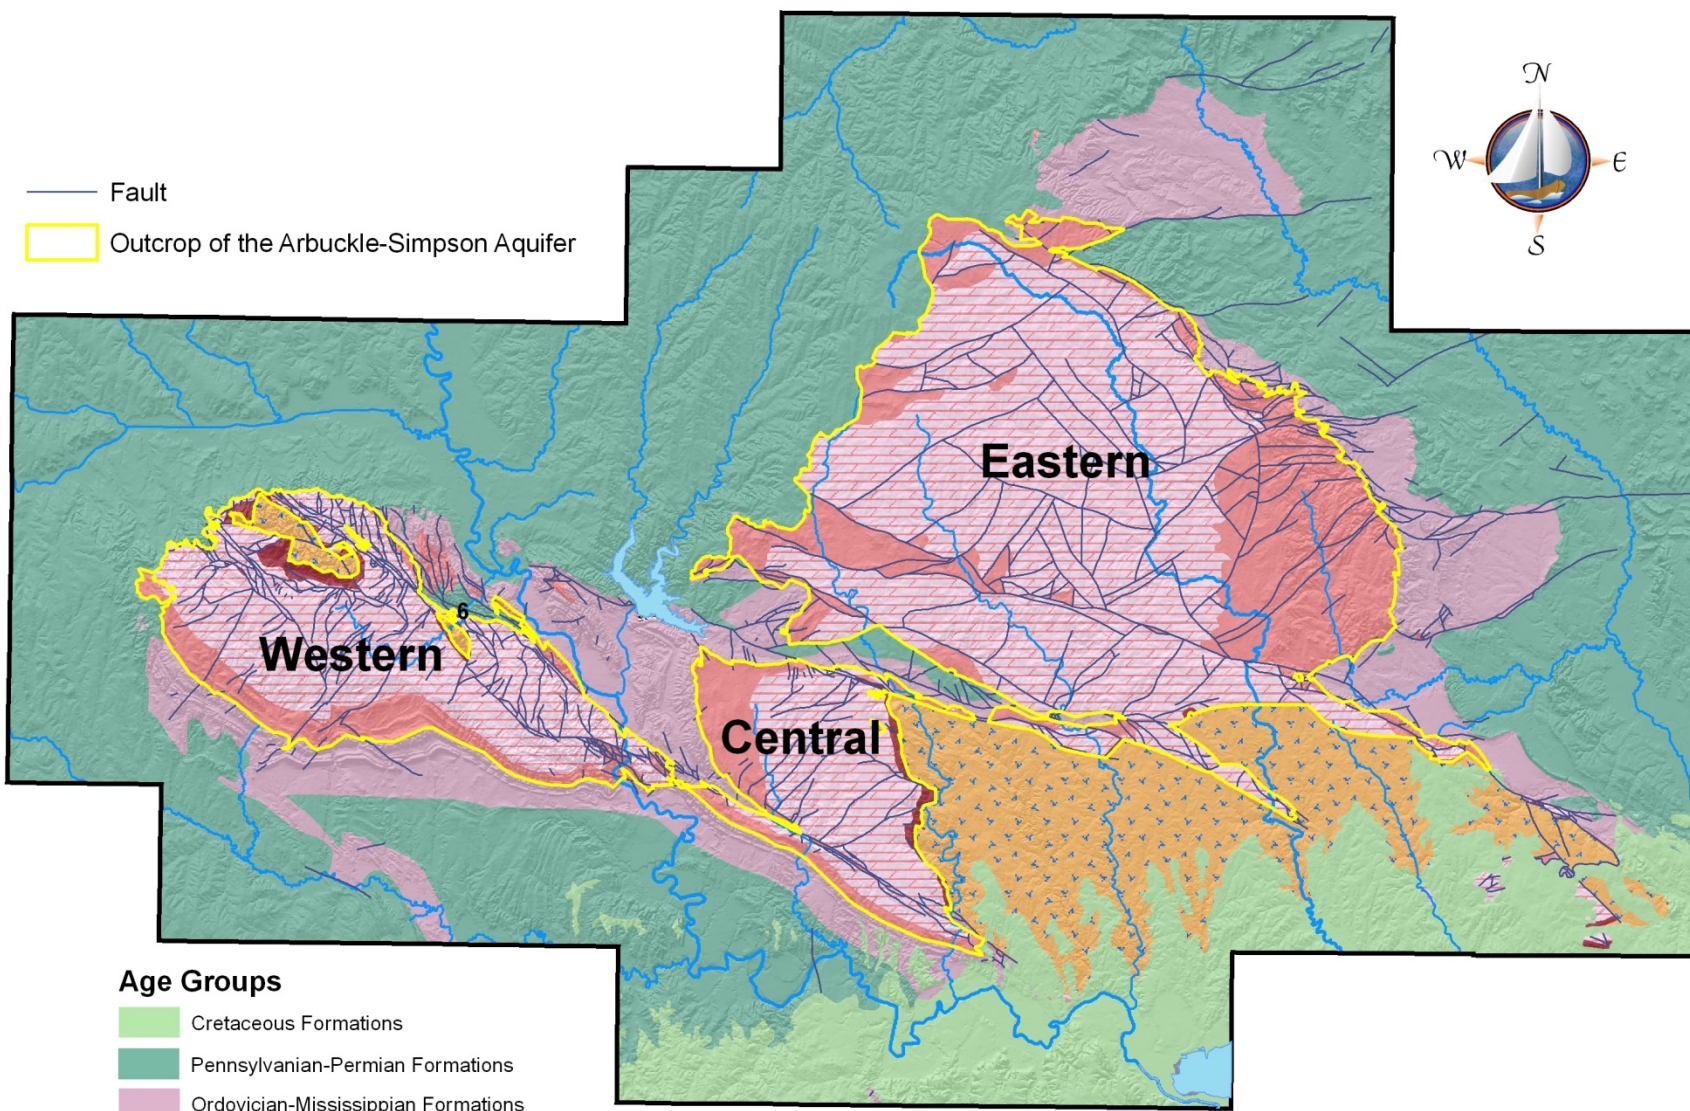 N
W
E
S
Fault
Outcrop of the Arbuckle-Simpson Aquifer
Eastern
6
Western
Central
Age Groups
Cretaceous Formations
Pennsylvanian-Permian Formations
Ordovician-Mississippian Formations